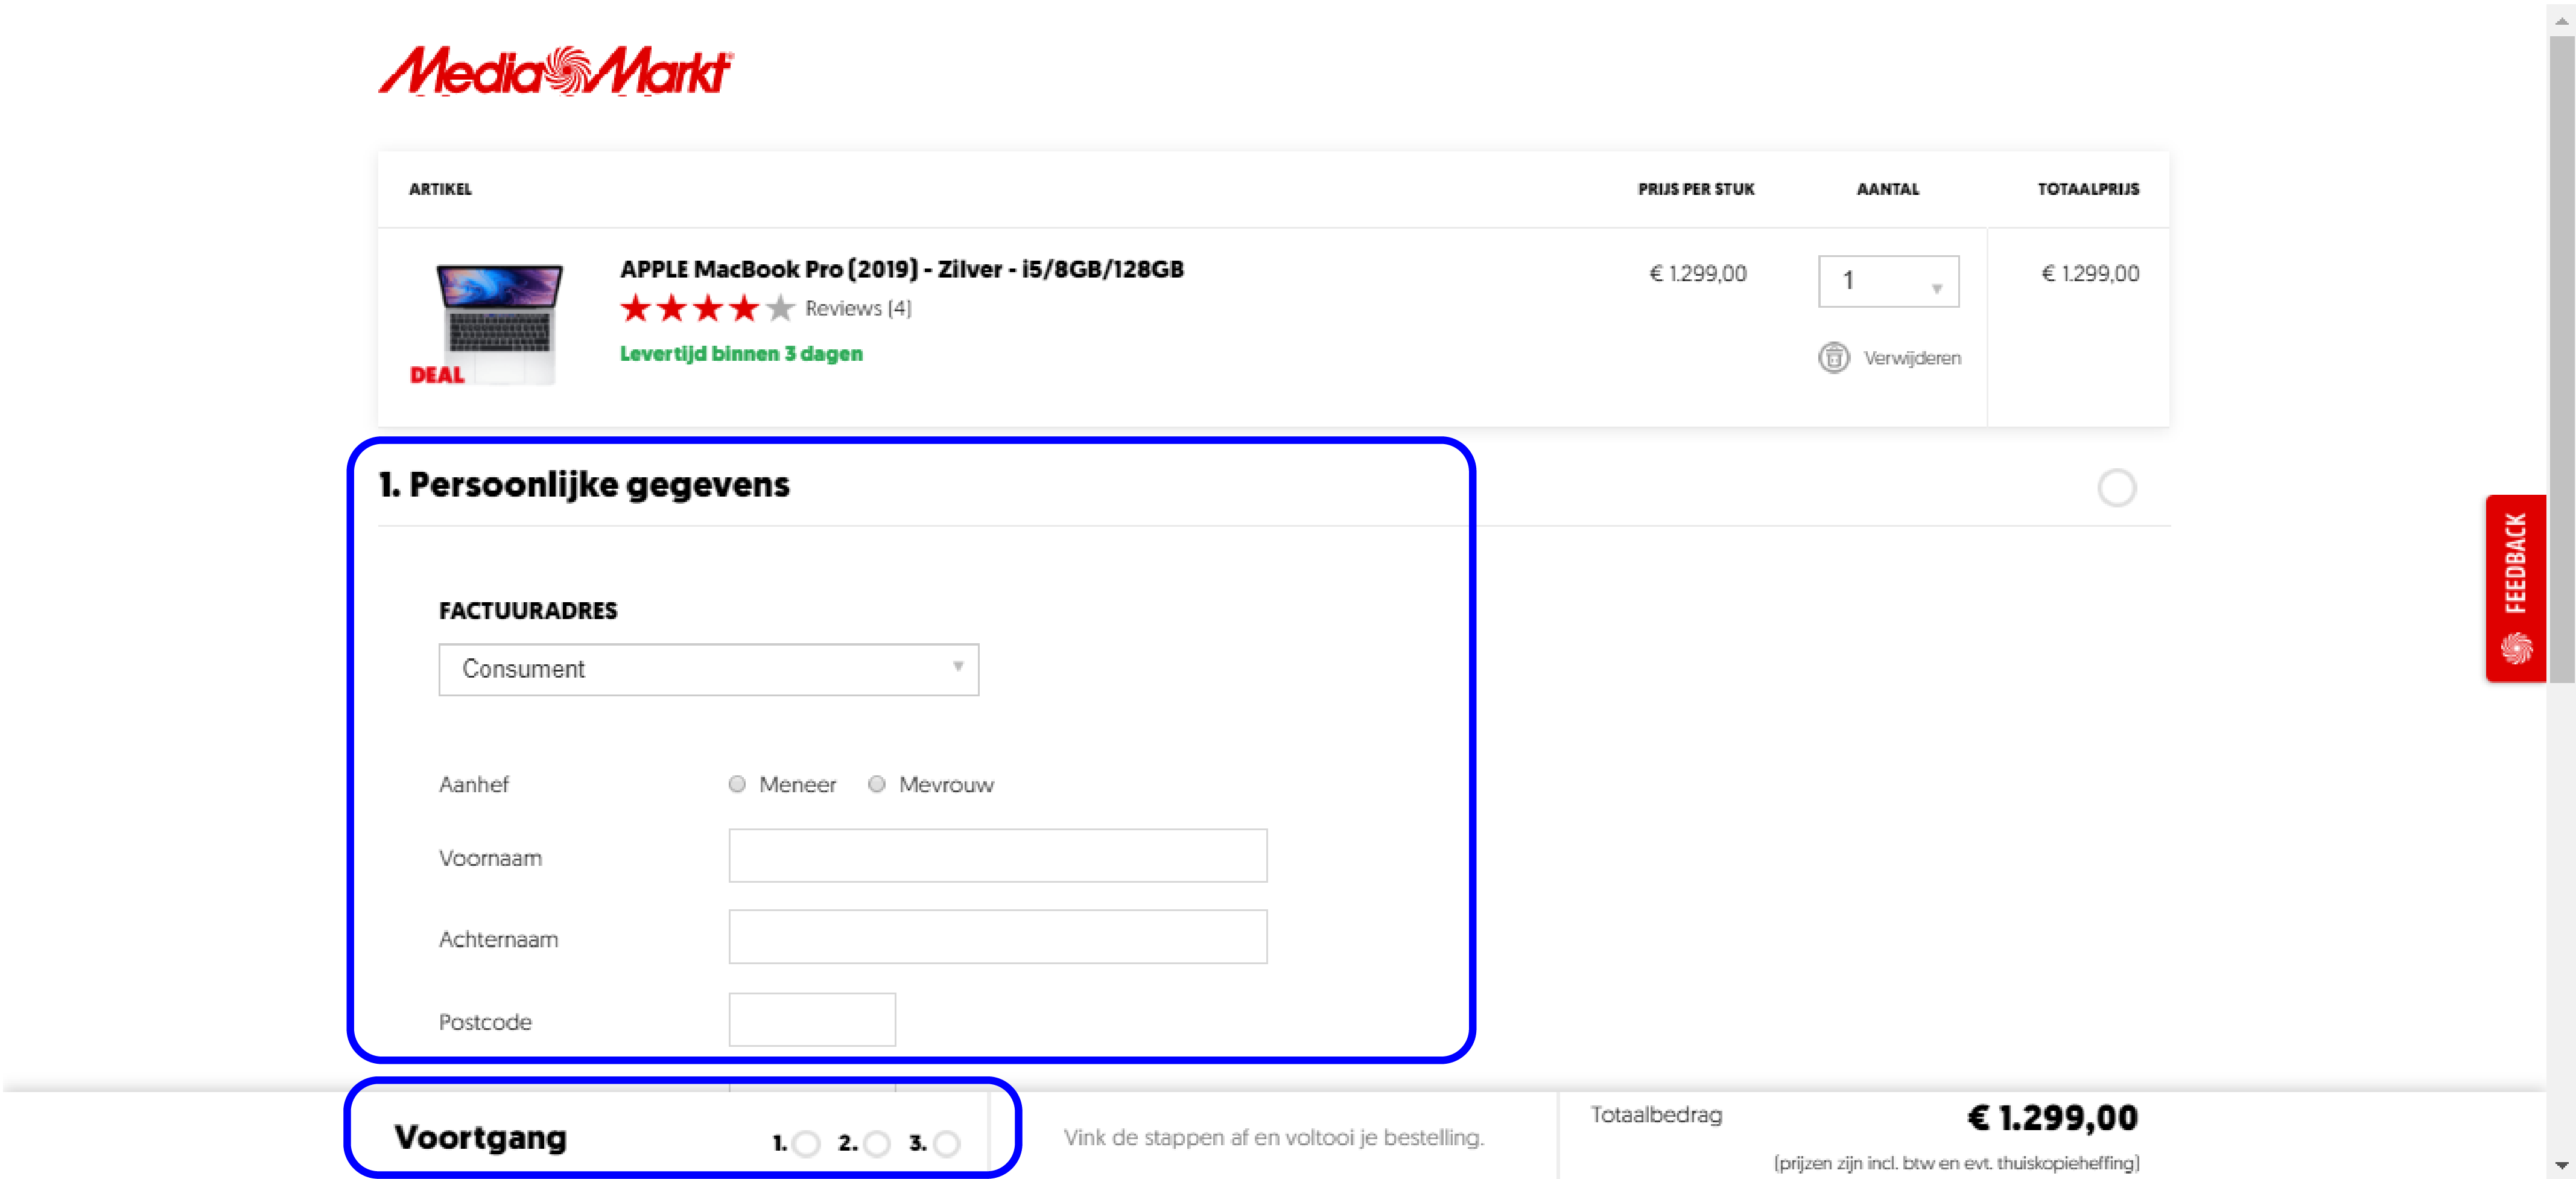 MediaMarkt
ARTIKEL PRIJS PER STUK AANTAL TOTAALPRIJS
APPLE MacBook Pro (2019) - Zilver - i5/8GB/128GB € 1.299,00 1 € 1.299,00
Reviews (4)
Levertijd binnen 3 dagen Verwijderen
DEAL
1. Persoonlijke gegevens
FEEDBACK
FACTUURADRES
Consument
Aanhef Meneer Mevrouw
Voornaam
Achternaam
Postcode
Voortgang 1. 2. 3. Vink de stappen af en voltooi je bestelling. Totaalbedrag € 1.299,00
(prijzen zijn incl. btw en evt. thuiskopieheffing)